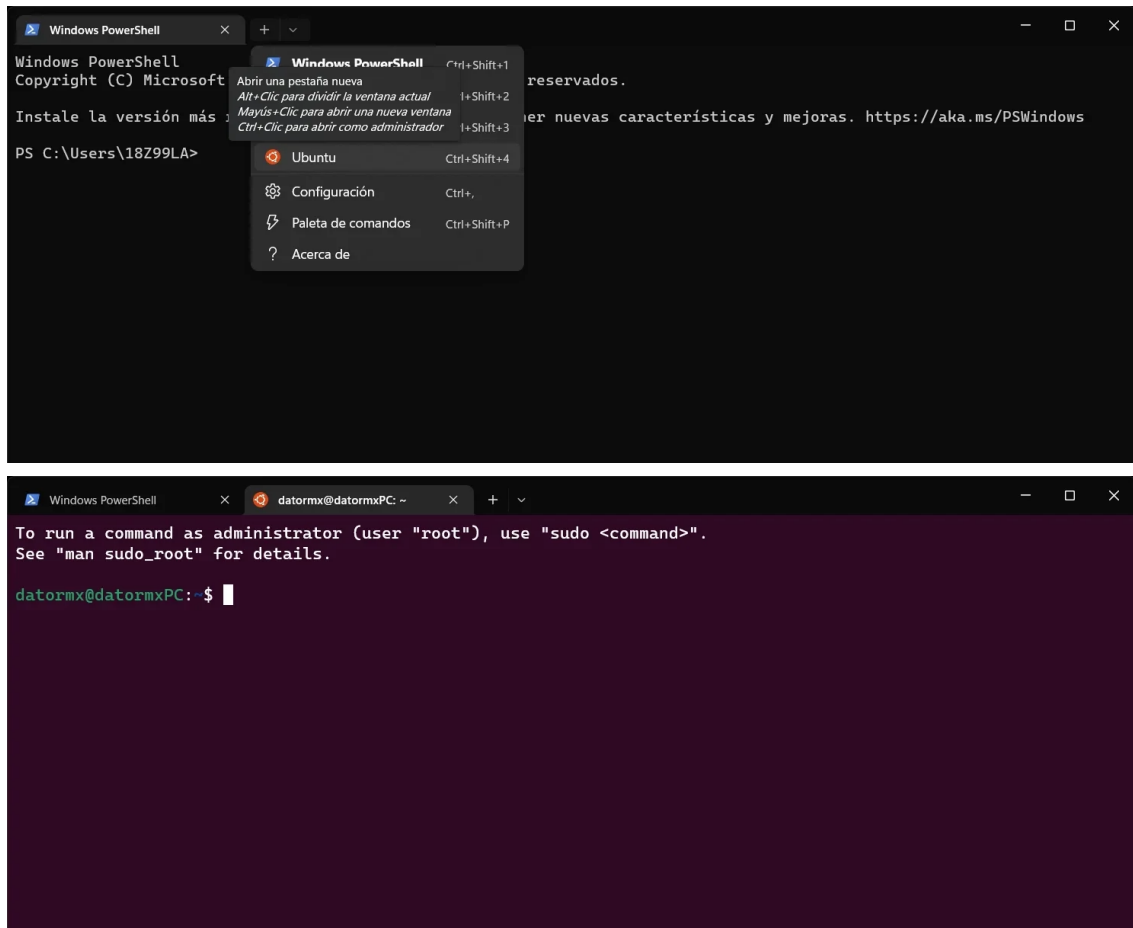 Windows PowerShell
Windows PowerShell
Copyright (C) Microsoft reservados.
Instale la versión más nuevas características y mejoras. https://aka.ms/PSWindows
PS C:\Users\18Z99LA>
Windows PowerShell Ctrl+Shift+1
Abrir una pestaña nueva
Alt+Clic para dividir la ventana actual
Mayús+Clic para abrir una nueva ventana
Ctrl+Clic para abrir como administrador
Ubuntu Ctrl+Shift+4
Configuración Ctrl+,
Paleta de comandos Ctrl+Shift+P
Acerca de
Windows PowerShell
datormx@datormxPC: ~
To run a command as administrator (user "root"), use "sudo <command>".
See "man sudo_root" for details.
datormx@datormxPC:~$